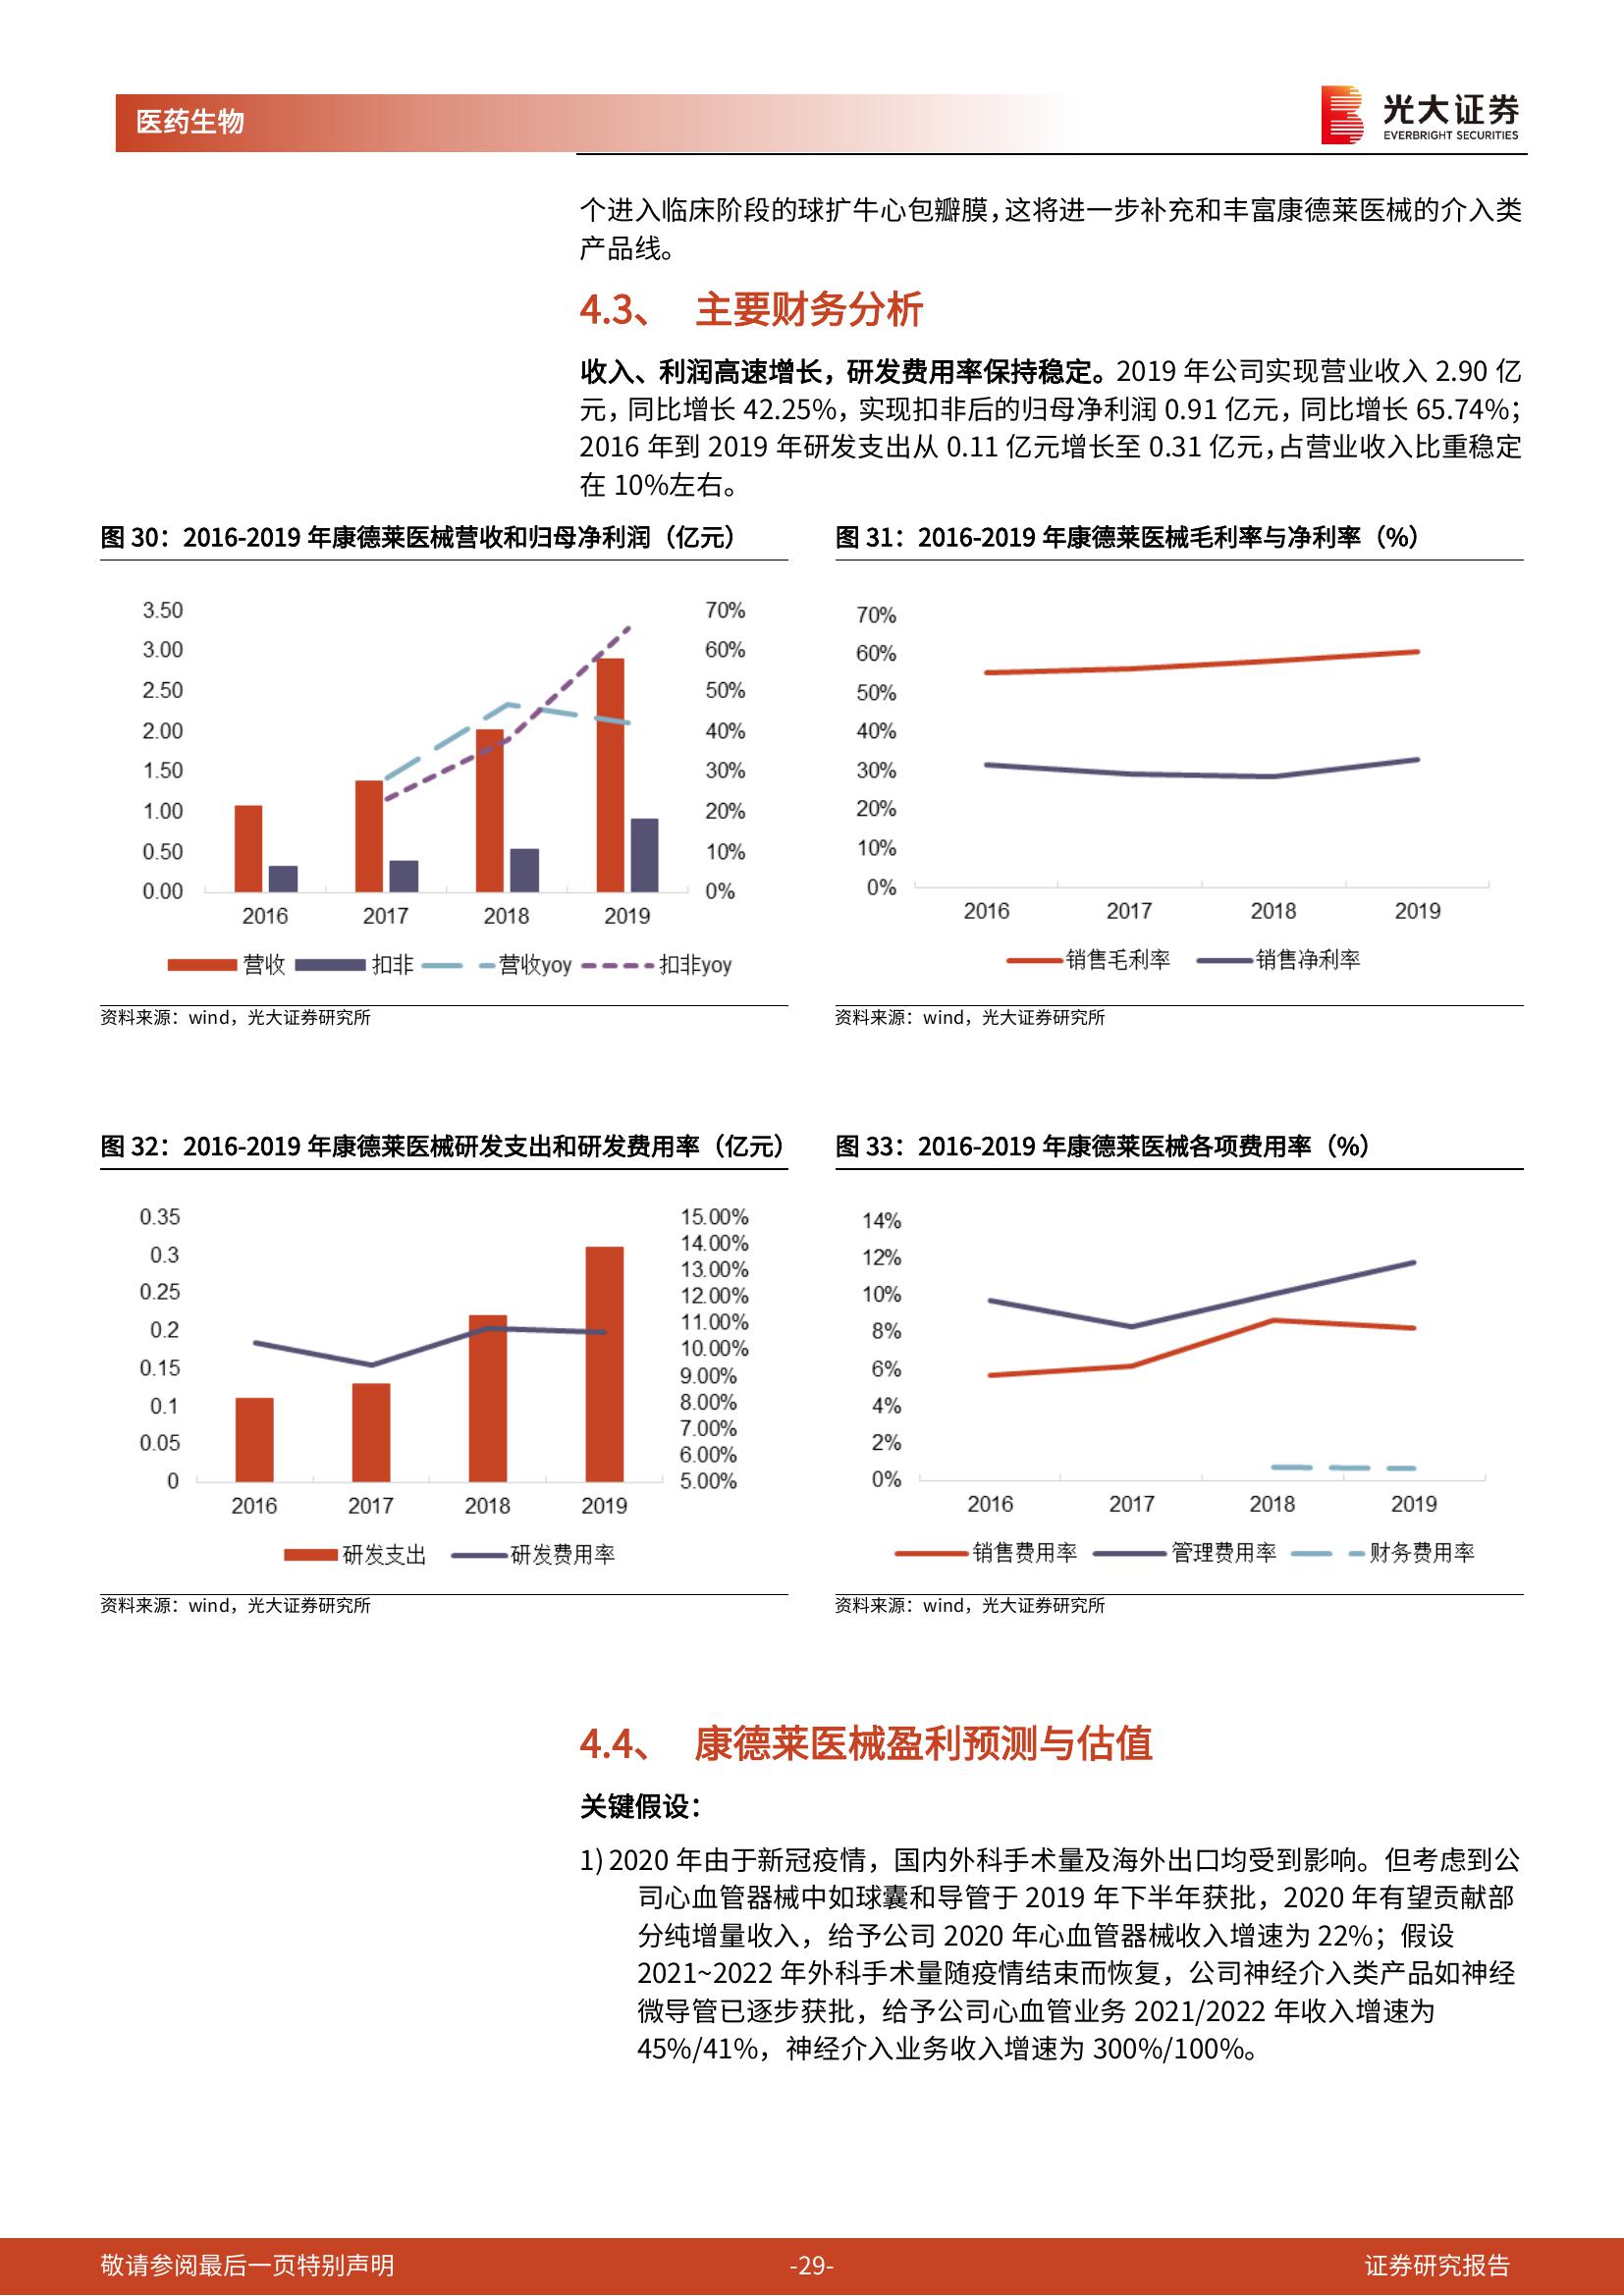 医药生物
光大证券
EVERBRIGHT SECURITIES
个进入临床阶段的球扩牛心包瓣膜，这将进一步补充和丰富康德莱医械的介入类
产品线。
4.3、 主要财务分析
收入、利润高速增长，研发费用率保持稳定。2019 年公司实现营业收入 2.90 亿
元，同比增长 42.25%，实现扣非后的归母净利润 0.91 亿元，同比增长 65.74%；
2016 年到 2019 年研发支出从 0.11 亿元增长至 0.31 亿元，占营业收入比重稳定
在 10%左右。
图 30：2016-2019 年康德莱医械营收和归母净利润（亿元）
3.50
3.00
2.50
2.00
1.50
1.00
0.50
0.00
70%
60%
50%
40%
30%
20%
10%
0%
2016 2017 2018 2019
营收 扣非 营收yoy 扣非yoy
资料来源：wind，光大证券研究所
图 31：2016-2019 年康德莱医械毛利率与净利率（%）
70%
60%
50%
40%
30%
20%
10%
0%
2016 2017 2018 2019
销售毛利率 销售净利率
资料来源：wind，光大证券研究所
图 32：2016-2019 年康德莱医械研发支出和研发费用率（亿元）
0.35
0.3
0.25
0.2
0.15
0.1
0.05
0
15.00%
14.00%
13.00%
12.00%
11.00%
10.00%
9.00%
8.00%
7.00%
6.00%
5.00%
2016 2017 2018 2019
研发支出 研发费用率
资料来源：wind，光大证券研究所
图 33：2016-2019 年康德莱医械各项费用率（%）
14%
12%
10%
8%
6%
4%
2%
0%
2016 2017 2018 2019
销售费用率 管理费用率 财务费用率
资料来源：wind，光大证券研究所
4.4、 康德莱医械盈利预测与估值
关键假设：
1) 2020 年由于新冠疫情，国内外科手术量及海外出口均受到影响。但考虑到公
司心血管器械中如球囊和导管于 2019 年下半年获批，2020 年有望贡献部
分纯增量收入，给予公司 2020 年心血管器械收入增速为 22%；假设
2021~2022 年外科手术量随疫情结束而恢复，公司神经介入类产品如神经
微导管已逐步获批，给予公司心血管业务 2021/2022 年收入增速为
45%/41%，神经介入业务收入增速为 300%/100%。
敬请参阅最后一页特别声明
-29-
证券研究报告